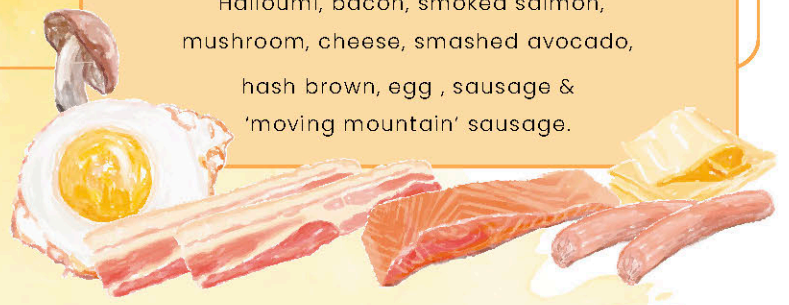 Halloumi, bacon, smoked salmon,
mushroom, cheese, smashed avocado,
hash brown, egg , sausage &
‘moving mountain’ sausage.